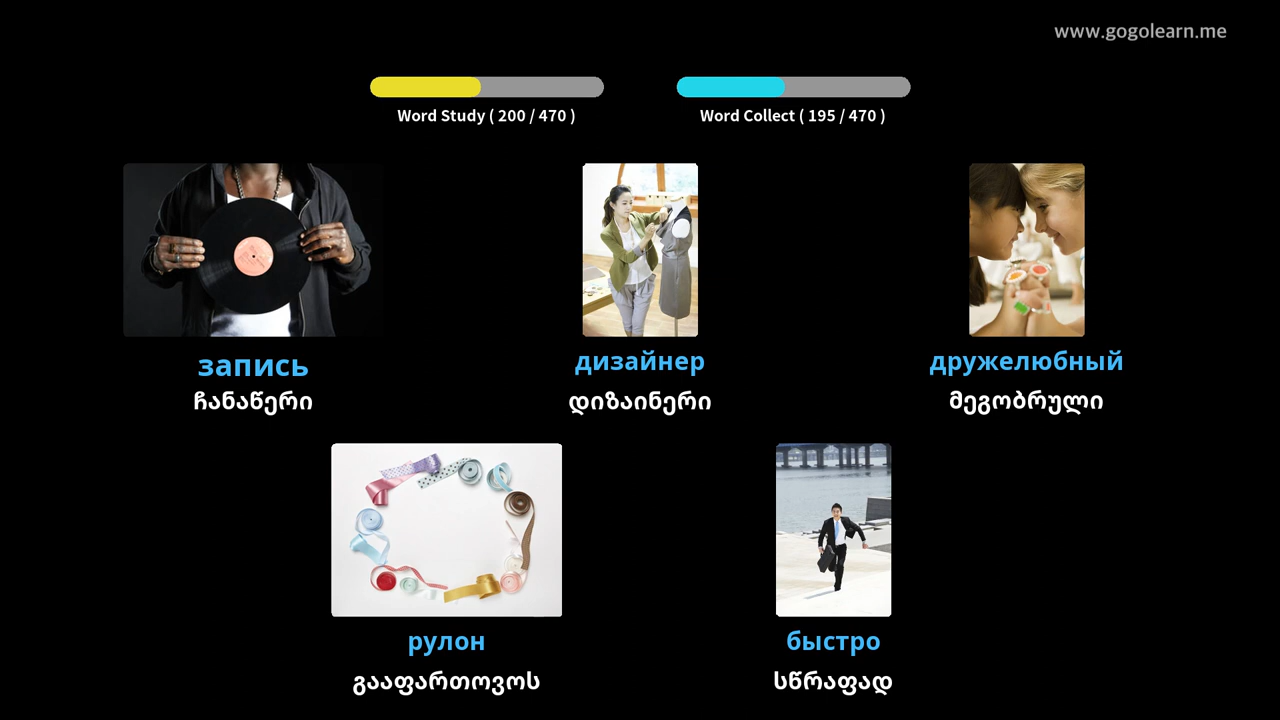 www.gogolearn.me
Word Study ( 200 / 470 )
Word Collect ( 195 / 470 )
запись
ჩანაწერი
дизайнер
დიზაინერი
дружелюбный
მეგობრული
рулон
გააფართოვოს
быстро
სწრაფად